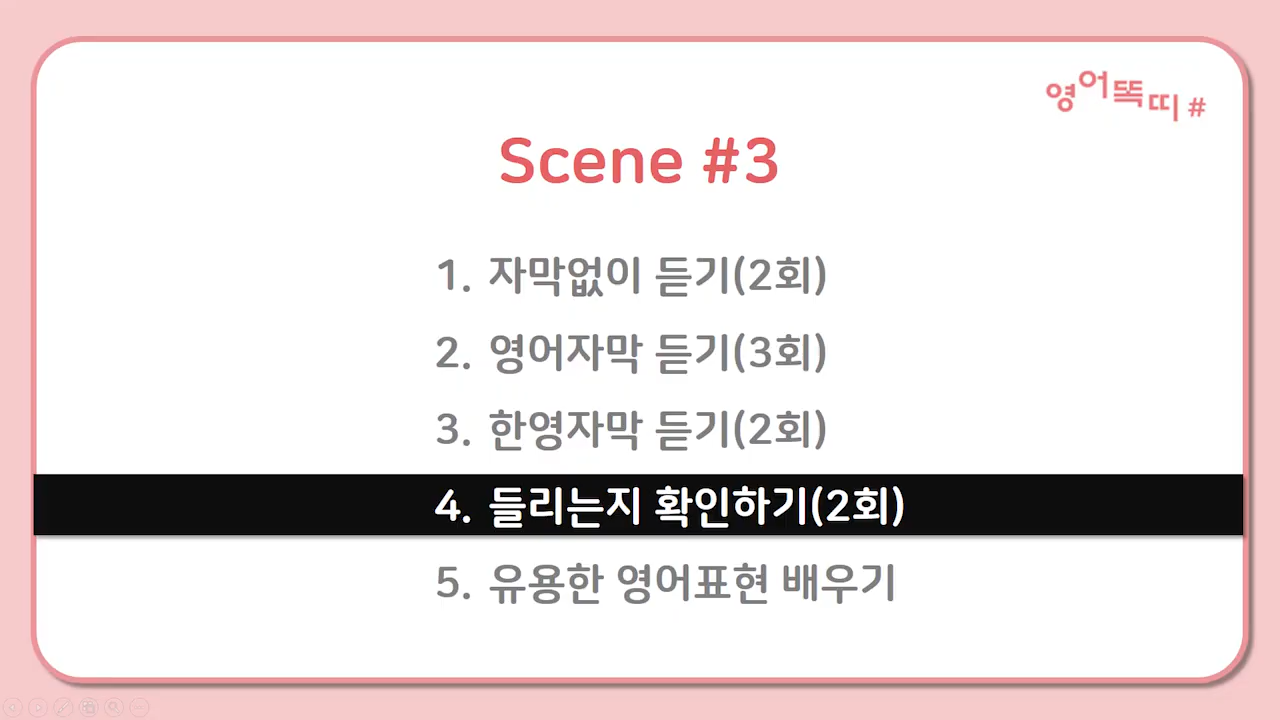 영어똑띠 #
Scene #3
1. 자막없이 듣기(2회)
2. 영어자막 듣기(3회)
3. 한영자막 듣기(2회)
4. 들리는지 확인하기(2회)
5. 유용한 영어표현 배우기